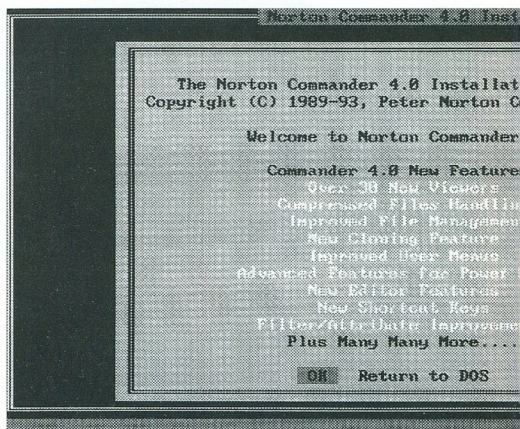 Norton Commander 4.0 Inst
The Norton Commander 4.0 Installat
Copyright (C) 1989-93, Peter Norton C
Welcome to Norton Commander
Commander 4.0 New Feature
Over 30 New Viewers
Compressed Files Handlin
Improved File Managemen
New Cloning Feature
Improved User Menus
Advanced Features for Power
New Editor Features
New Shortcut Keys
Filter/Attribute Improveme
Plus Many Many More....
OK Return to DOS